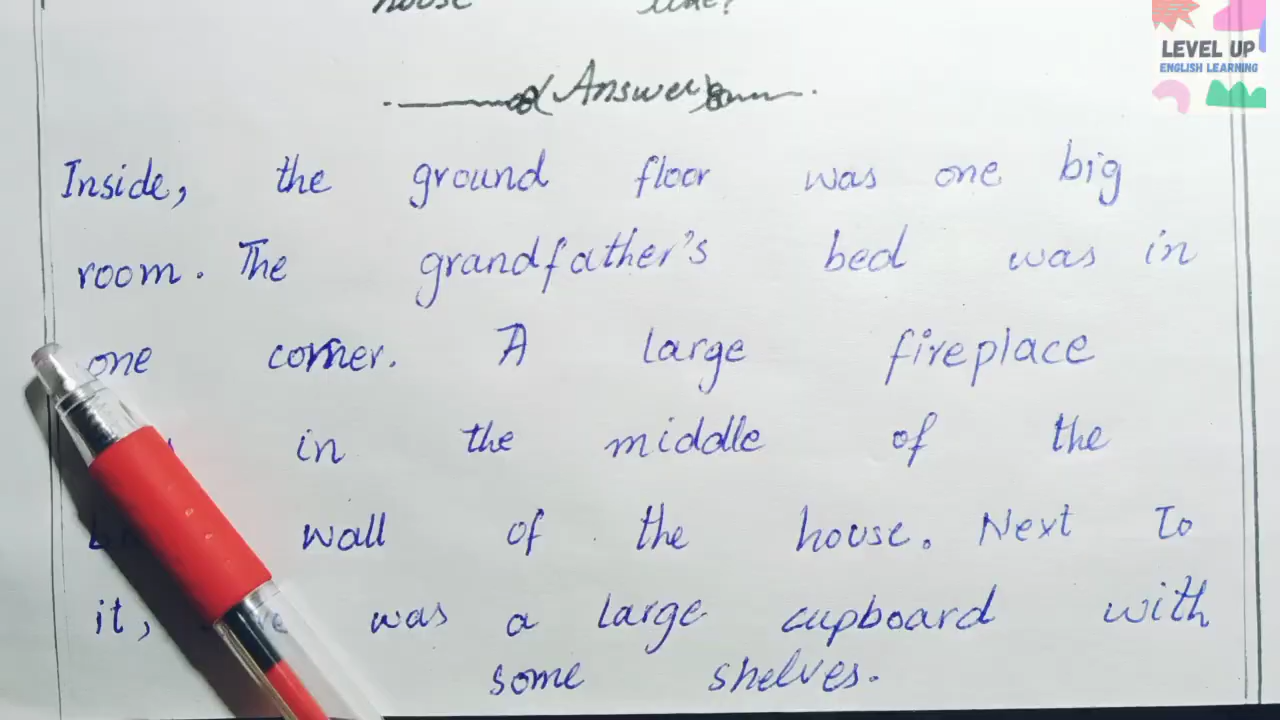 house like?
LEVEL UP
ENGLISH LEARNING
Answer
Inside, the ground floor was one big
room. The grandfather's bed was in
one corner. A large fireplace
in the middle of the
wall of the house. Next to
it, was a large cupboard with
some shelves.